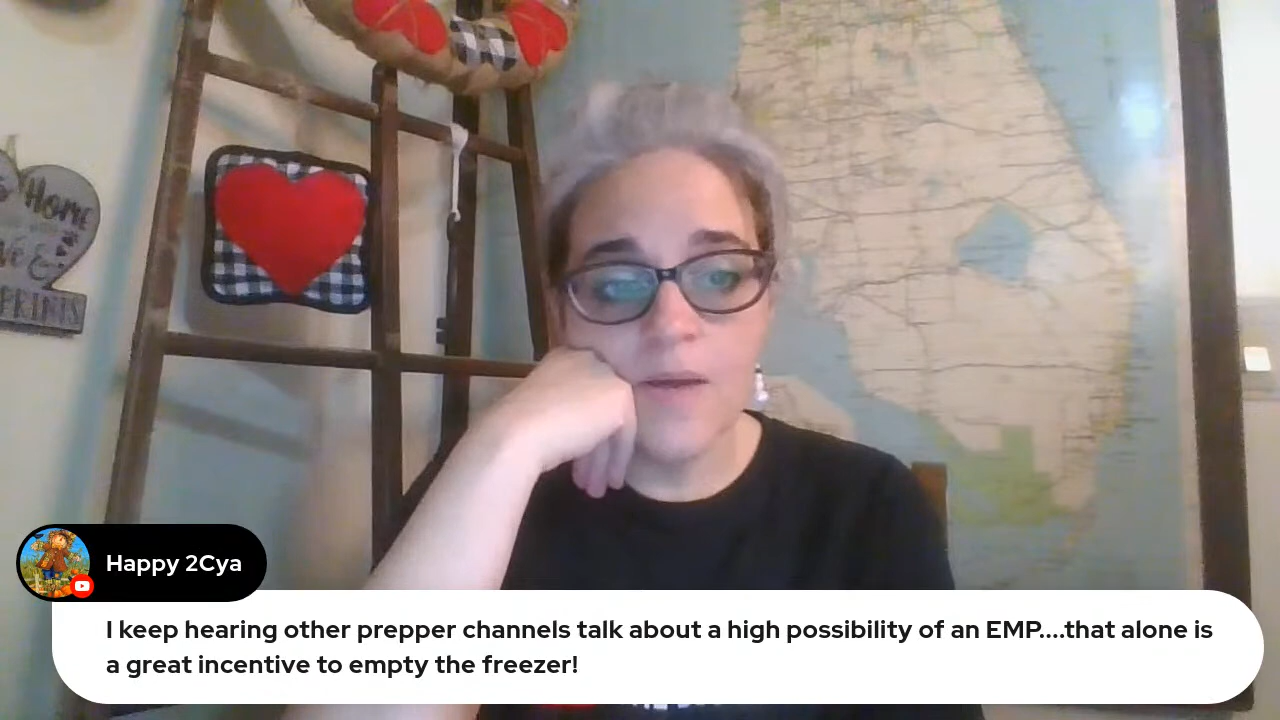 Home
PRINTS
Happy 2Cya
I keep hearing other prepper channels talk about a high possibility of an EMP....that alone is
a great incentive to empty the freezer!